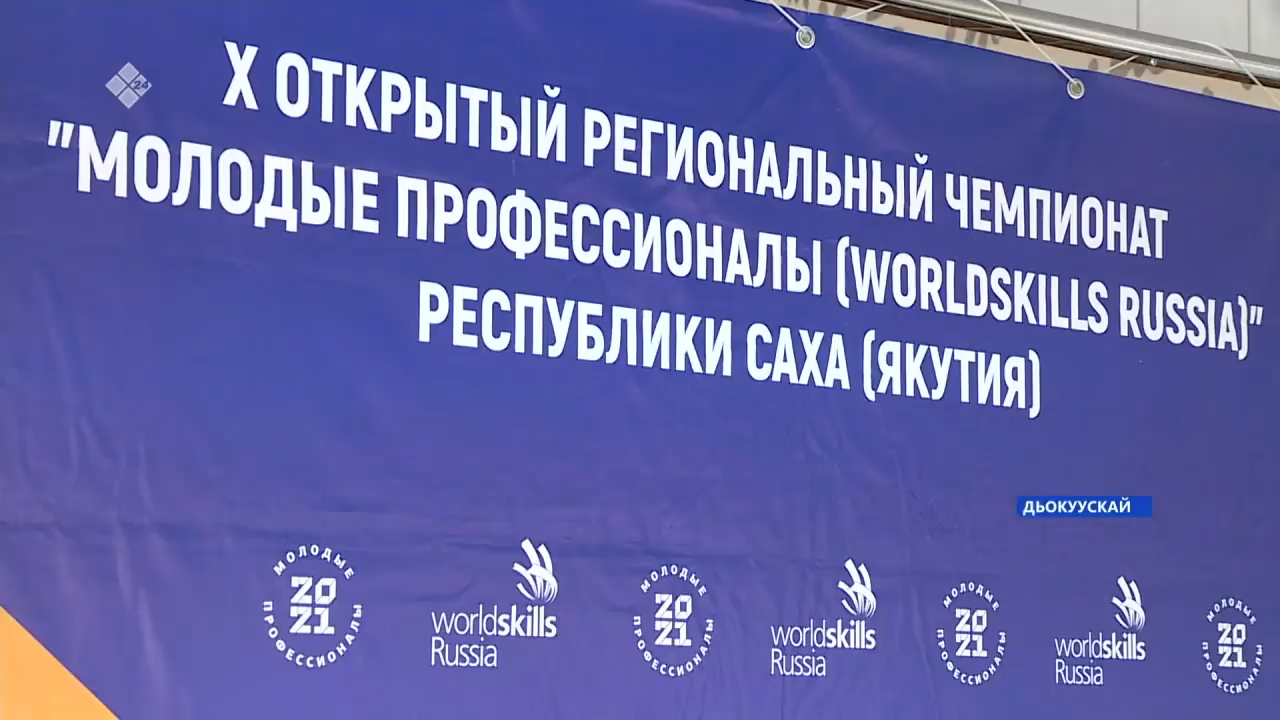 X24
X ОТКРЫТЫЙ РЕГИОНАЛЬНЫЙ ЧЕМПИОНАТ
"МОЛОДЫЕ ПРОФЕССИОНАЛЫ (WORLDSKILLS RUSSIA)"
РЕСПУБЛИКИ САХА (ЯКУТИЯ)
ДЬОКУУСКАЙ
МОЛОДЫЕ
2021
ПРОФЕССИОНАЛЫ
worldskills
Russia
МОЛОДЫЕ
2021
ПРОФЕССИОНАЛЫ
worldskills
Russia
МОЛОДЫЕ
2021
ПРОФЕССИОНАЛЫ
worldskills
Russia
МОЛОДЫЕ
2021
ПРОФЕССИОНАЛЫ